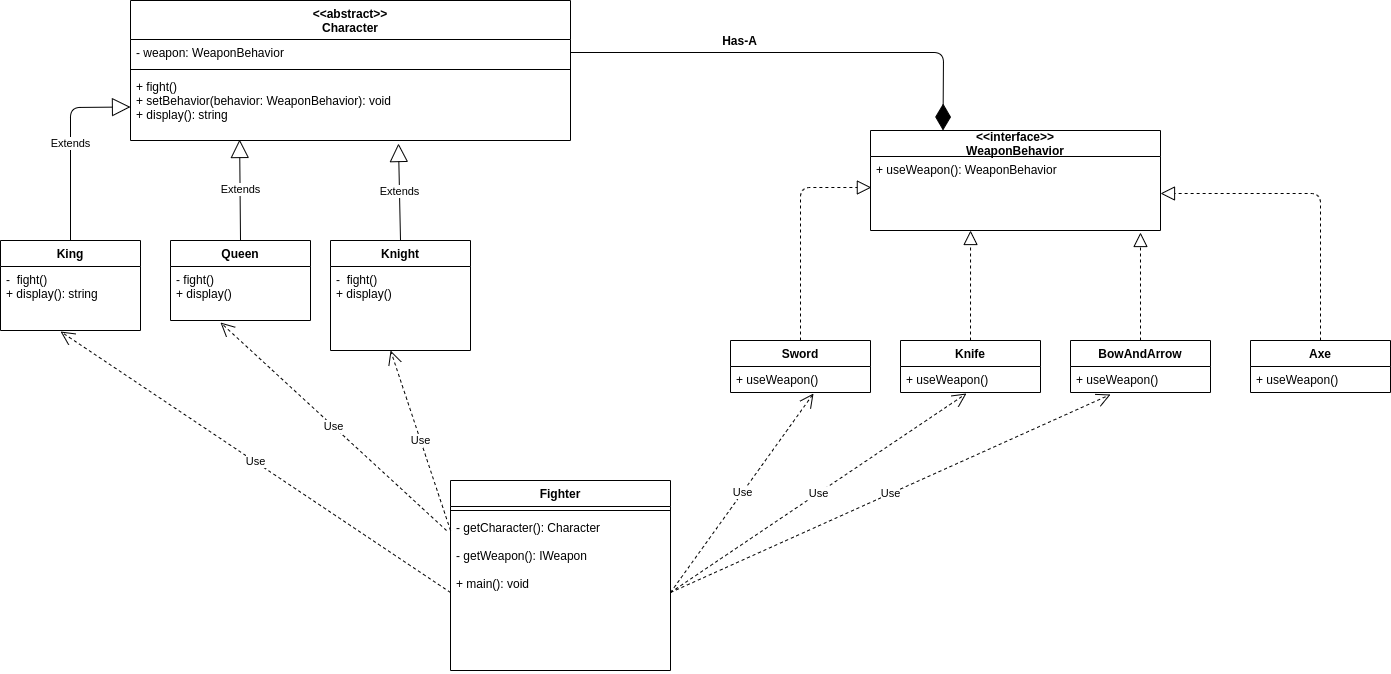 <<abstract>>
Character
- weapon: WeaponBehavior
+ fight()
+ setBehavior(behavior: WeaponBehavior): void
+ display(): string
Has-A
<<interface>>
WeaponBehavior
+ useWeapon(): WeaponBehavior
Extends
Extends
Extends
King
-  fight()
+ display(): string
Queen
- fight()
+ display()
Knight
-  fight()
+ display()
Sword
+ useWeapon()
Knife
+ useWeapon()
BowAndArrow
+ useWeapon()
Axe
+ useWeapon()
Use
Use
Use
Use
Use
Use
Fighter
- getCharacter(): Character
- getWeapon(): IWeapon
+ main(): void